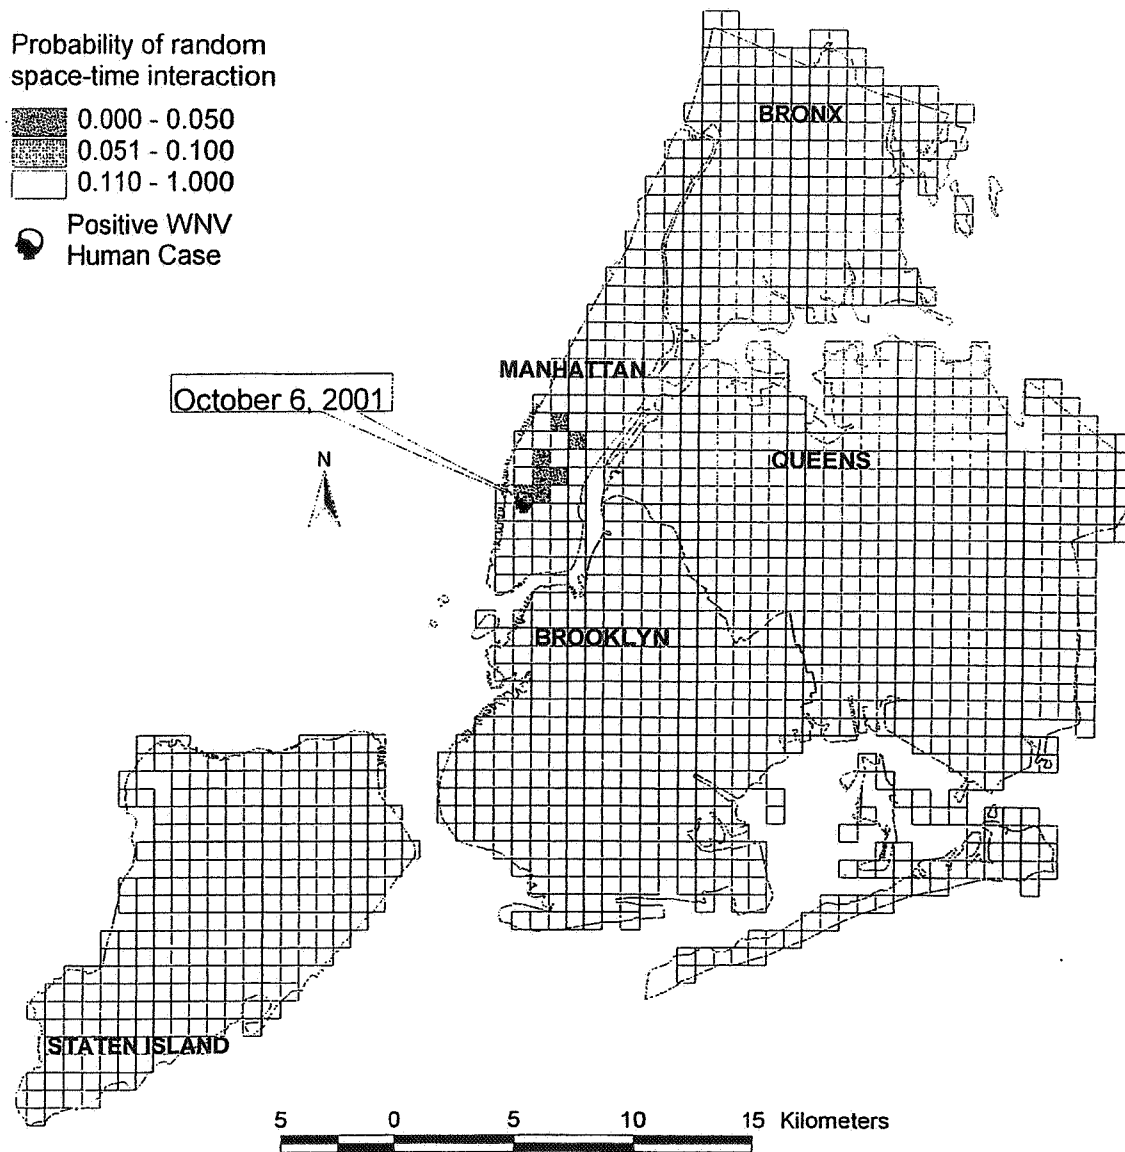 Probability of random
space-time interaction
0.000 - 0.050
0.051 - 0.100
0.110 - 1.000
Positive WNV
Human Case
BRONX
MANHATTAN
October 6, 2001
QUEENS
N
BROOKLYN
STATEN ISLAND
5 0 5 10 15 Kilometers